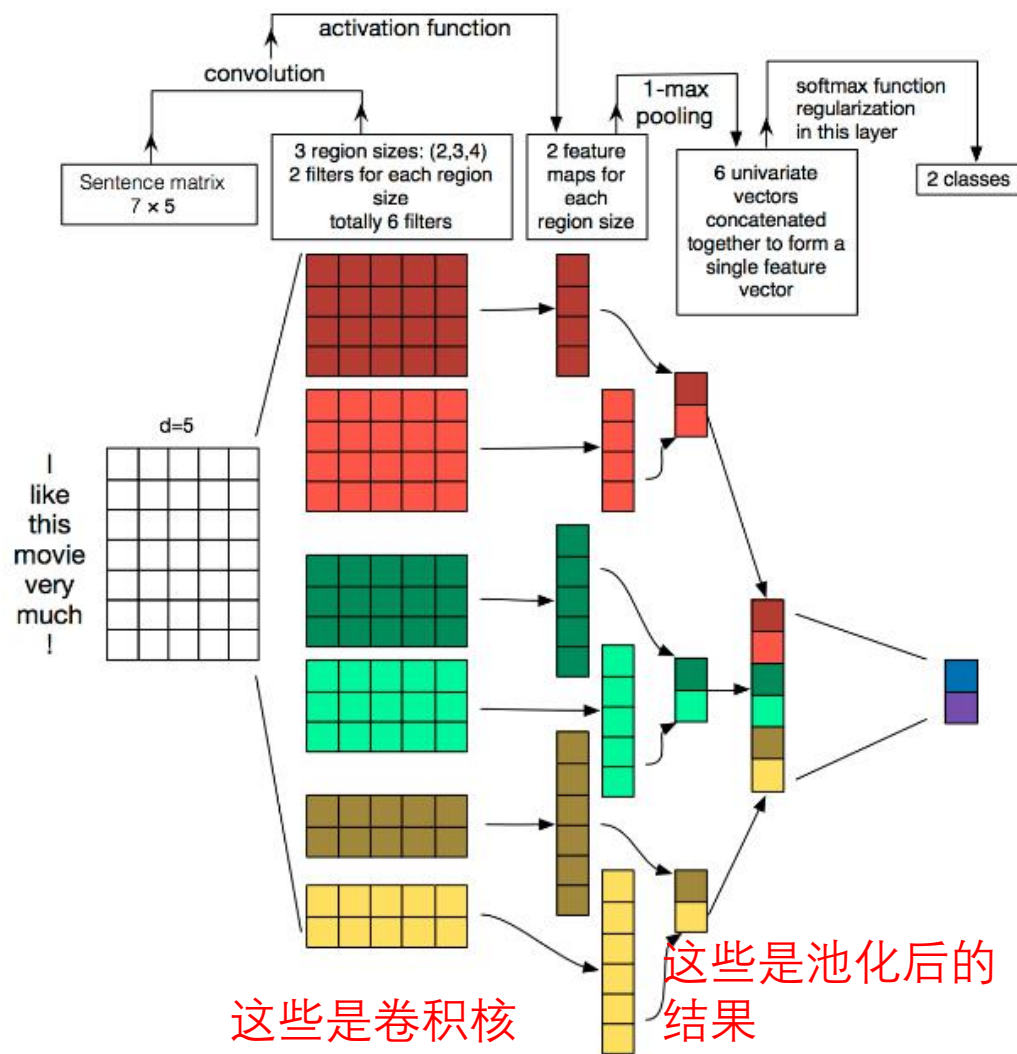 activation function
convolution
1-max
pooling
softmax function
regularization
in this layer
Sentence matrix
7 × 5
3 region sizes: (2,3,4)
2 filters for each region
size
totally 6 filters
2 feature
maps for
each
region size
6 univariate
vectors
concatenated
together to form a
single feature
vector
2 classes
d=5
I
like
this
movie
very
much
!
这些是卷积核
这些是池化后的
结果